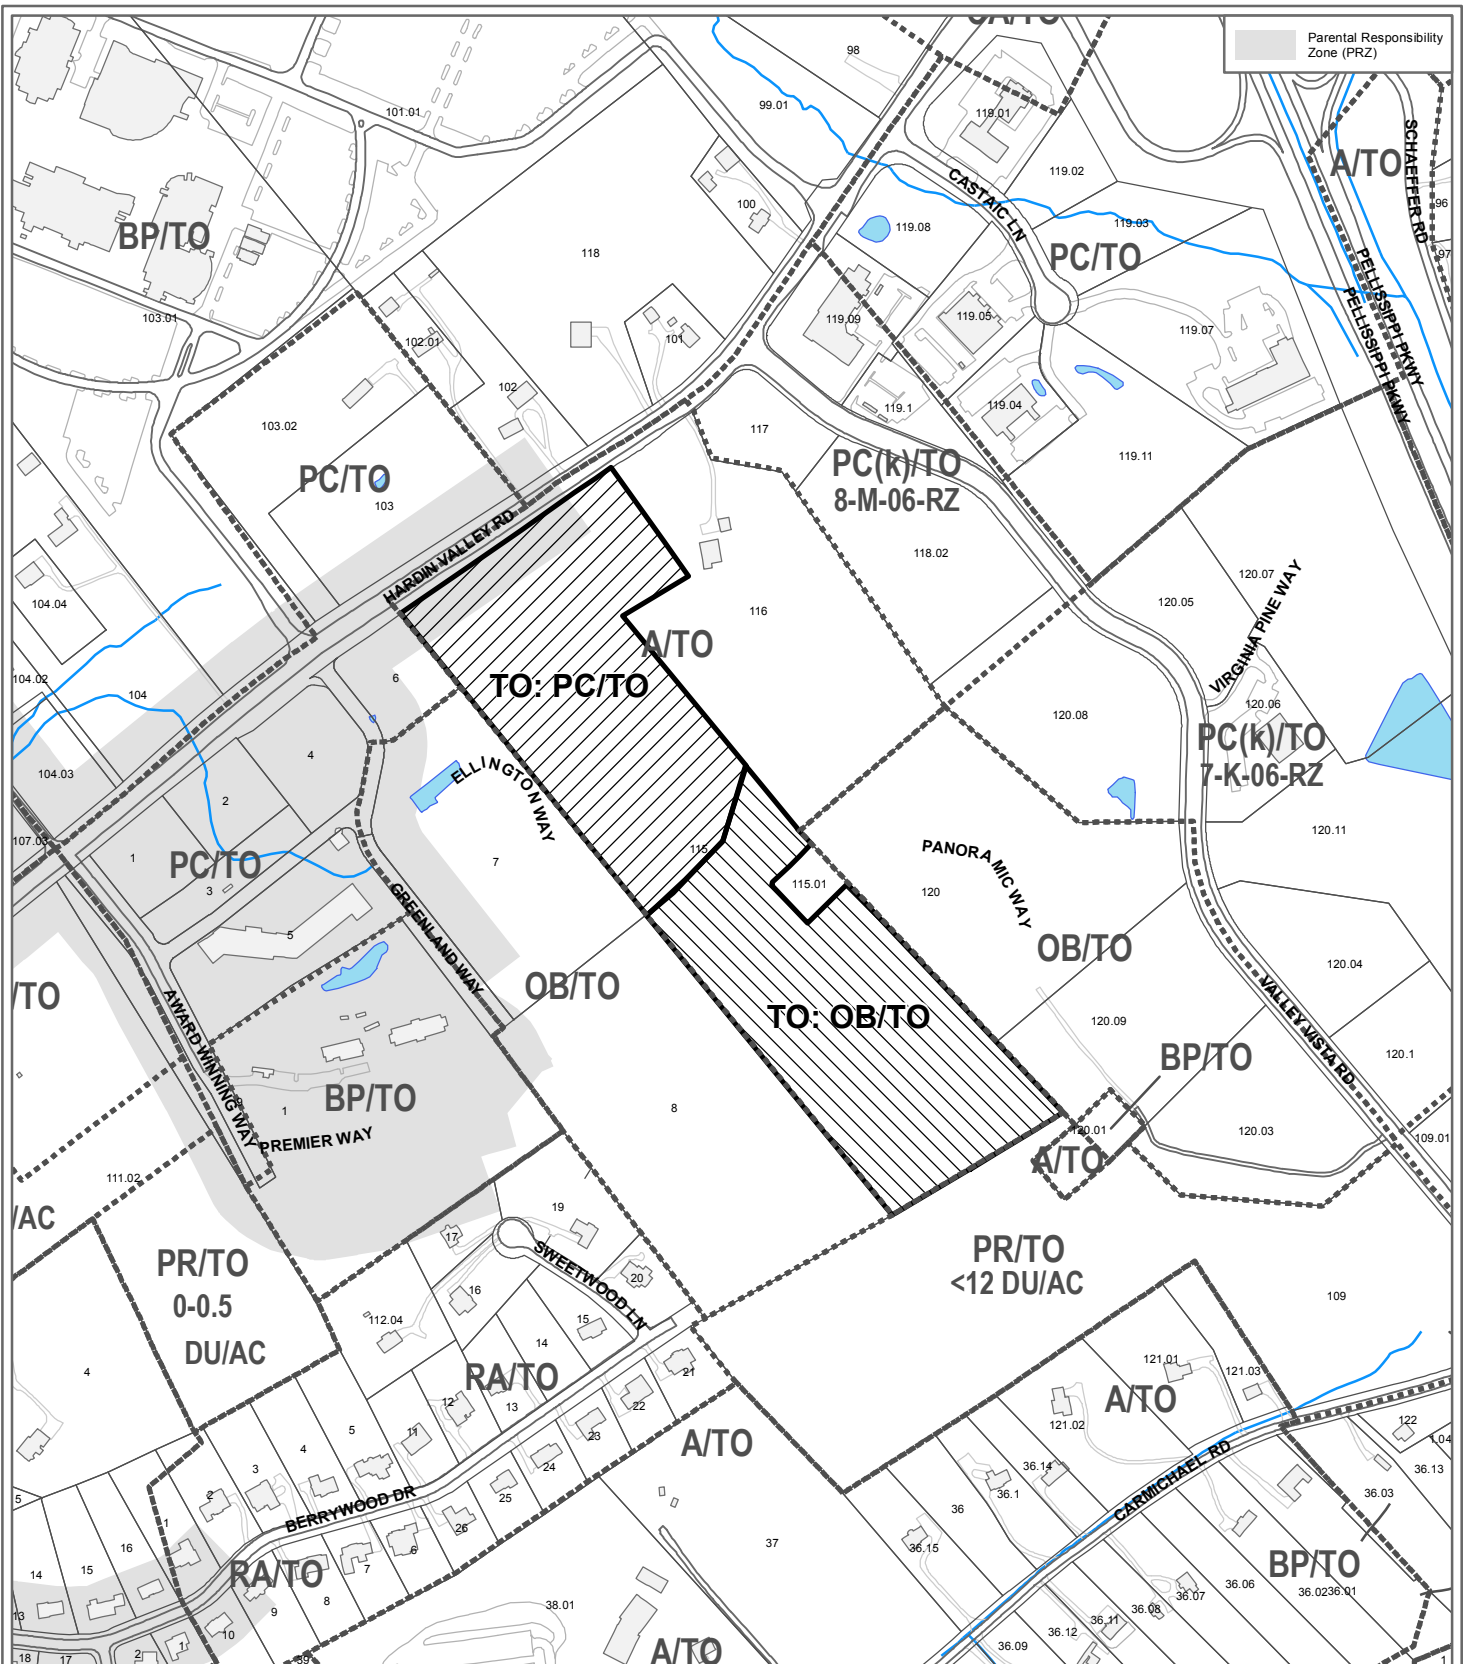 CA/TO
Parental Responsibility
Zone (PRZ)
98
99.01
101.01
119.01
SCHAEFFER RD
A/TO
119.02
CASTAIC LN
96
100
119.08
119.03
BP/TO
97
118
PC/TO
PELLISSIPPI PKWY
PELLISSIPPI PKWY
103.01
119.09
119.05
119.07
102.01
101
102
119.1
119.04
103.02
117
119.11
PC(k)/TO
8-M-06-RZ
PC/TO
103
HARDIN VALLEY RD
118.02
120.07
104.04
120.05
VIRGINIA PINE WAY
116
A/TO
104.02
104
6
TO: PC/TO
120.08
120.06
PC(k)/TO
7-K-06-RZ
4
104.03
ELLINGTON WAY
2
107.03
1
PC/TO
3
7
115
115.01
PANORAMIC WAY
120
120.11
GREENLAND WAY
5
OB/TO
OB/TO
120.04
/TO
AWARD WINNING WAY
TO: OB/TO
VALLEY VISTA RD
120.09
BP/TO
120.1
BP/TO
9
1
8
PREMIER WAY
120.01
120.03
109.01
A/TO
111.02
/AC
19
17
SWEETWOOD LN
PR/TO
0-0.5
DU/AC
PR/TO
<12 DU/AC
20
16
109
112.04
15
14
4
RA/TO
121.01
121.03
21
A/TO
12
13
22
121.02
122
5
11
23
A/TO
1.04
4
3
24
36.14
36.13
CARMICHAEL RD
2
25
36.1
36.03
5
BERRYWOOD DR
36
1
26
16
6
37
36.15
15
7
14
RA/TO
BP/TO
8
36.06
36.02
36.01
9
36.07
38.01
36.08
13
36.11
10
36.12
1
36.09
2
A/TO
18
17
39
1